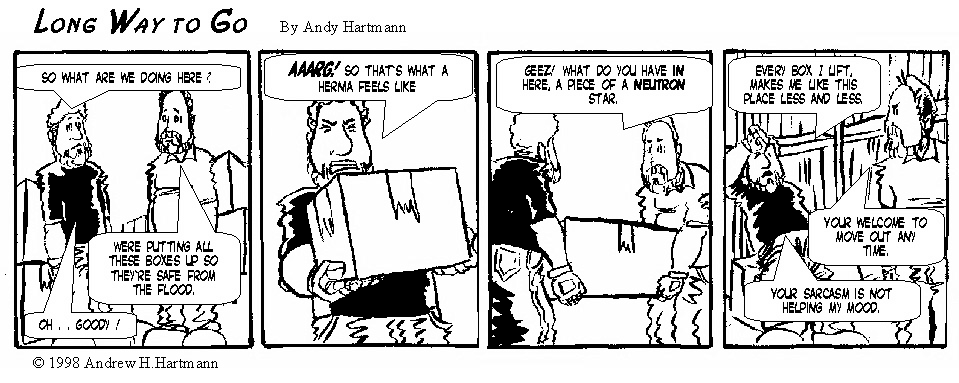 LONG WAY TO GO
By Andy Hartmann
SO WHAT ARE WE DOING HERE ?
WERE PUTTING ALL
THESE BOXES UP SO
THEY'RE SAFE FROM
THE FLOOD.
OH . . GOODY !
AAARG! SO THAT'S WHAT A
HERMA FEELS LIKE
GEEZ! WHAT DO YOU HAVE IN
HERE, A PIECE OF A NEUTRON
STAR.
EVERY BOX I LIFT,
MAKES ME LIKE THIS
PLACE LESS AND LESS.
YOUR WELCOME TO
MOVE OUT ANY
TIME.
YOUR SARCASM IS NOT
HELPING MY MOOD.
© 1998 Andrew H.Hartmann